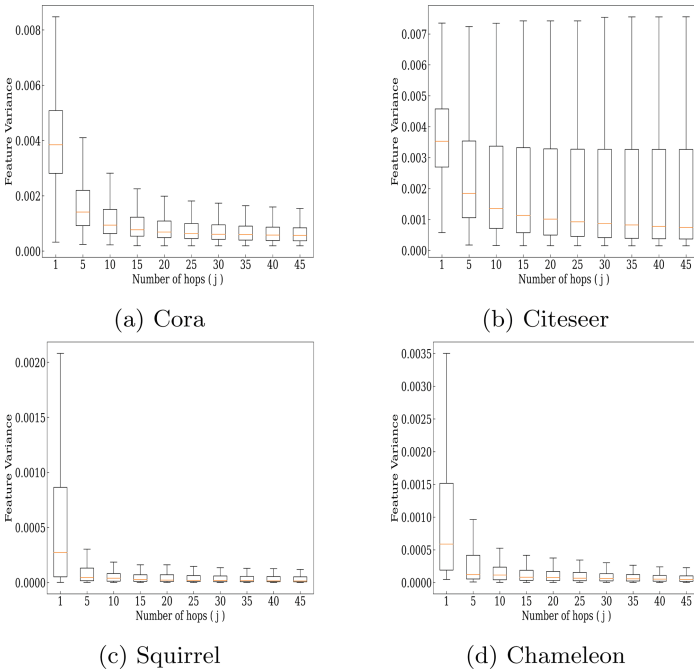 0.008
0.006
0.004
0.002
0.000
Feature Variance
1 5 10 15 20 25 30 35 40 45
Number of hops ( j )
(a) Cora
0.007
0.006
0.005
0.004
0.003
0.002
0.001
0.000
Feature Variance
1 5 10 15 20 25 30 35 40 45
Number of hops ( j )
(b) Citeseer
0.0020
0.0015
0.0010
0.0005
0.0000
Feature Variance
1 5 10 15 20 25 30 35 40 45
Number of hops ( j )
(c) Squirrel
0.0035
0.0030
0.0025
0.0020
0.0015
0.0010
0.0005
0.0000
Feature Variance
1 5 10 15 20 25 30 35 40 45
Number of hops ( j )
(d) Chameleon